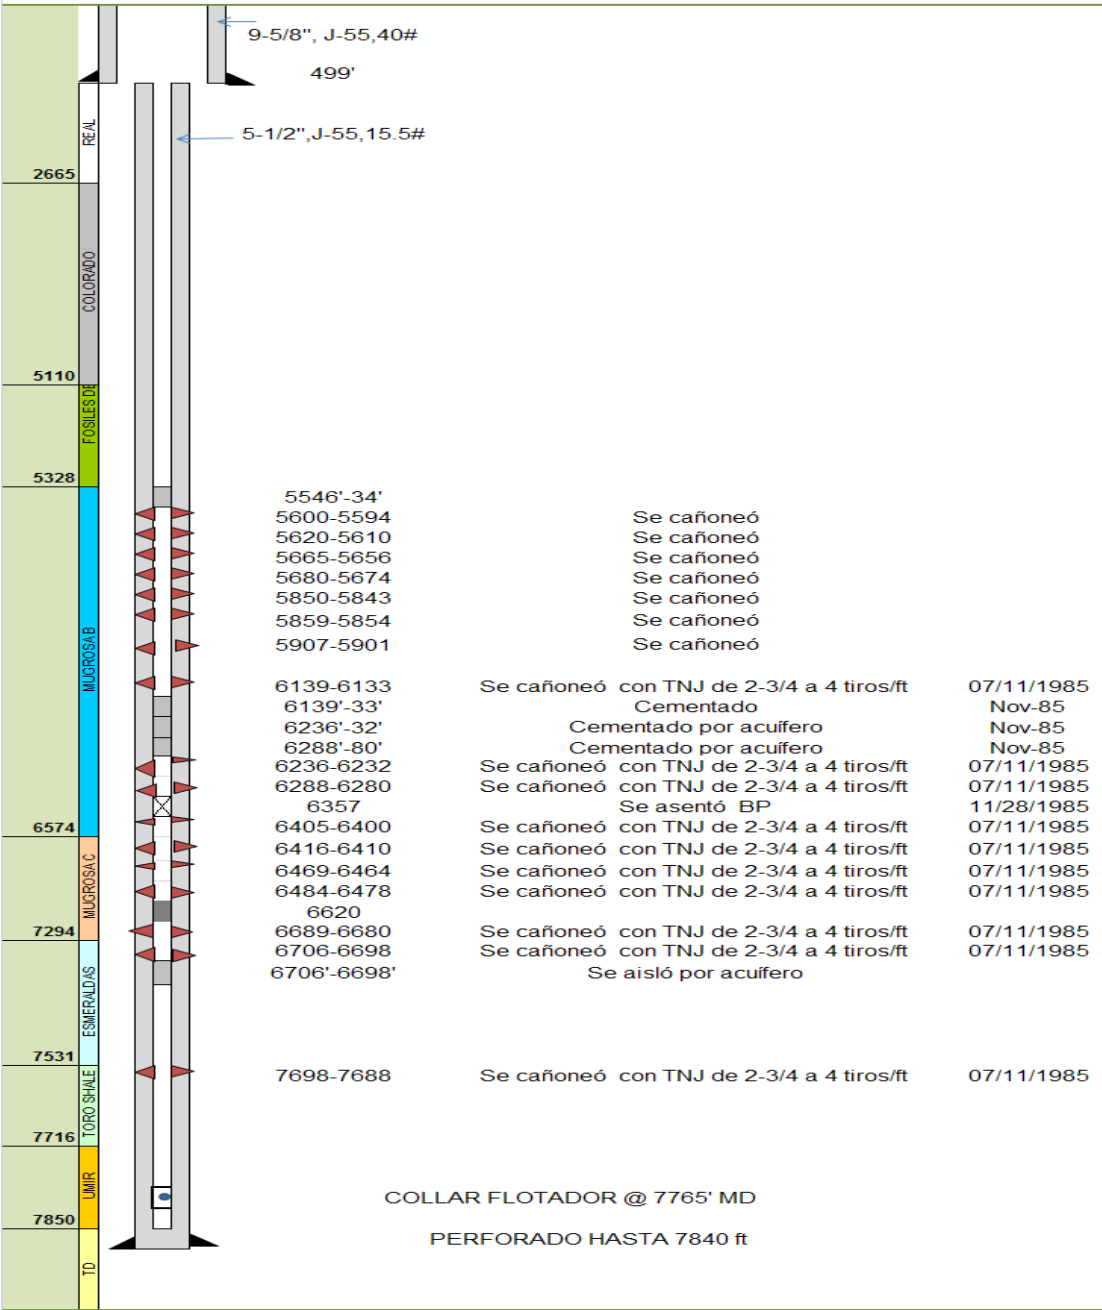 9-5/8", J-55,40#
499'
REAL
5-1/2",J-55,15.5#
2665
COLORADO
5110
FOSILES DE
5328
5546'-34'
5600-5594 Se cañoneó
5620-5610 Se cañoneó
5665-5656 Se cañoneó
5680-5674 Se cañoneó
5850-5843 Se cañoneó
5859-5854 Se cañoneó
5907-5901 Se cañoneó
MUGROSA B
6139-6133 Se cañoneó con TNJ de 2-3/4 a 4 tiros/ft 07/11/1985
6139'-33' Cementado Nov-85
6236'-32' Cementado por acuífero Nov-85
6288'-80' Cementado por acuífero Nov-85
6236-6232 Se cañoneó con TNJ de 2-3/4 a 4 tiros/ft 07/11/1985
6288-6280 Se cañoneó con TNJ de 2-3/4 a 4 tiros/ft 07/11/1985
6357 Se asentó BP 11/28/1985
6574
6405-6400 Se cañoneó con TNJ de 2-3/4 a 4 tiros/ft 07/11/1985
6416-6410 Se cañoneó con TNJ de 2-3/4 a 4 tiros/ft 07/11/1985
6469-6464 Se cañoneó con TNJ de 2-3/4 a 4 tiros/ft 07/11/1985
6484-6478 Se cañoneó con TNJ de 2-3/4 a 4 tiros/ft 07/11/1985
MUGROSA C
6620
7294
6689-6680 Se cañoneó con TNJ de 2-3/4 a 4 tiros/ft 07/11/1985
6706-6698 Se cañoneó con TNJ de 2-3/4 a 4 tiros/ft 07/11/1985
6706'-6698' Se aisló por acuífero
ESMERALDAS
7531
7698-7688 Se cañoneó con TNJ de 2-3/4 a 4 tiros/ft 07/11/1985
TORO SHALE
7716
UMIR
COLLAR FLOTADOR @ 7765' MD
7850
PERFORADO HASTA 7840 ft
TD